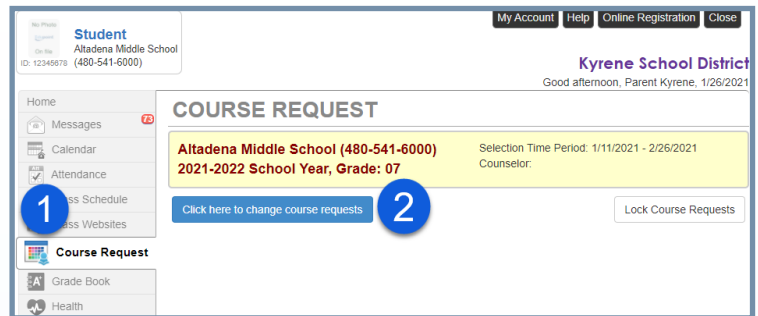 My Account Help Online Registration Close
No Photo
On file
Student
Altadena Middle School
ID: 12345678 (480-541-6000)
Kyrene School District
Good afternoon, Parent Kyrene, 1/26/2021
Home
Messages 73
Calendar
Attendance
ss Schedule
ss Websites
Course Request
Grade Book
Health
1
COURSE REQUEST
Altadena Middle School (480-541-6000)
2021-2022 School Year, Grade: 07
Selection Time Period: 1/11/2021 - 2/26/2021
Counselor:
Click here to change course requests
2
Lock Course Requests